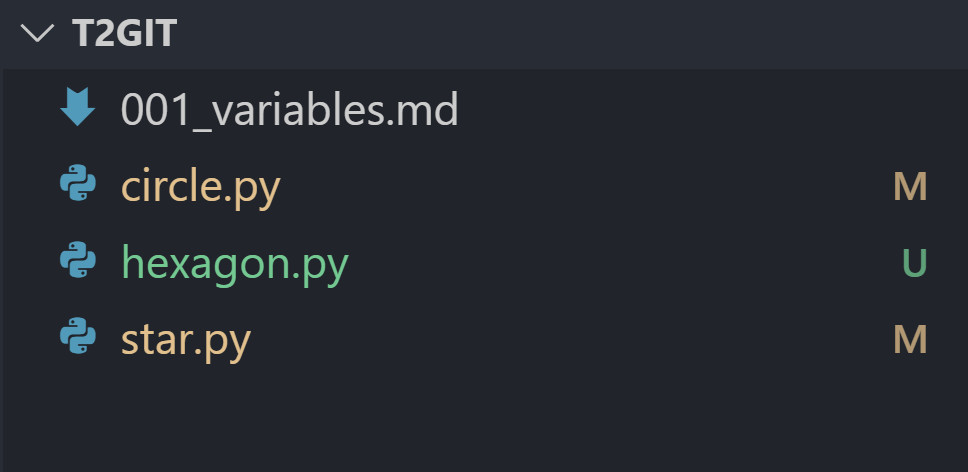 T2GIT
001_variables.md
circle.py M
hexagon.py U
star.py M